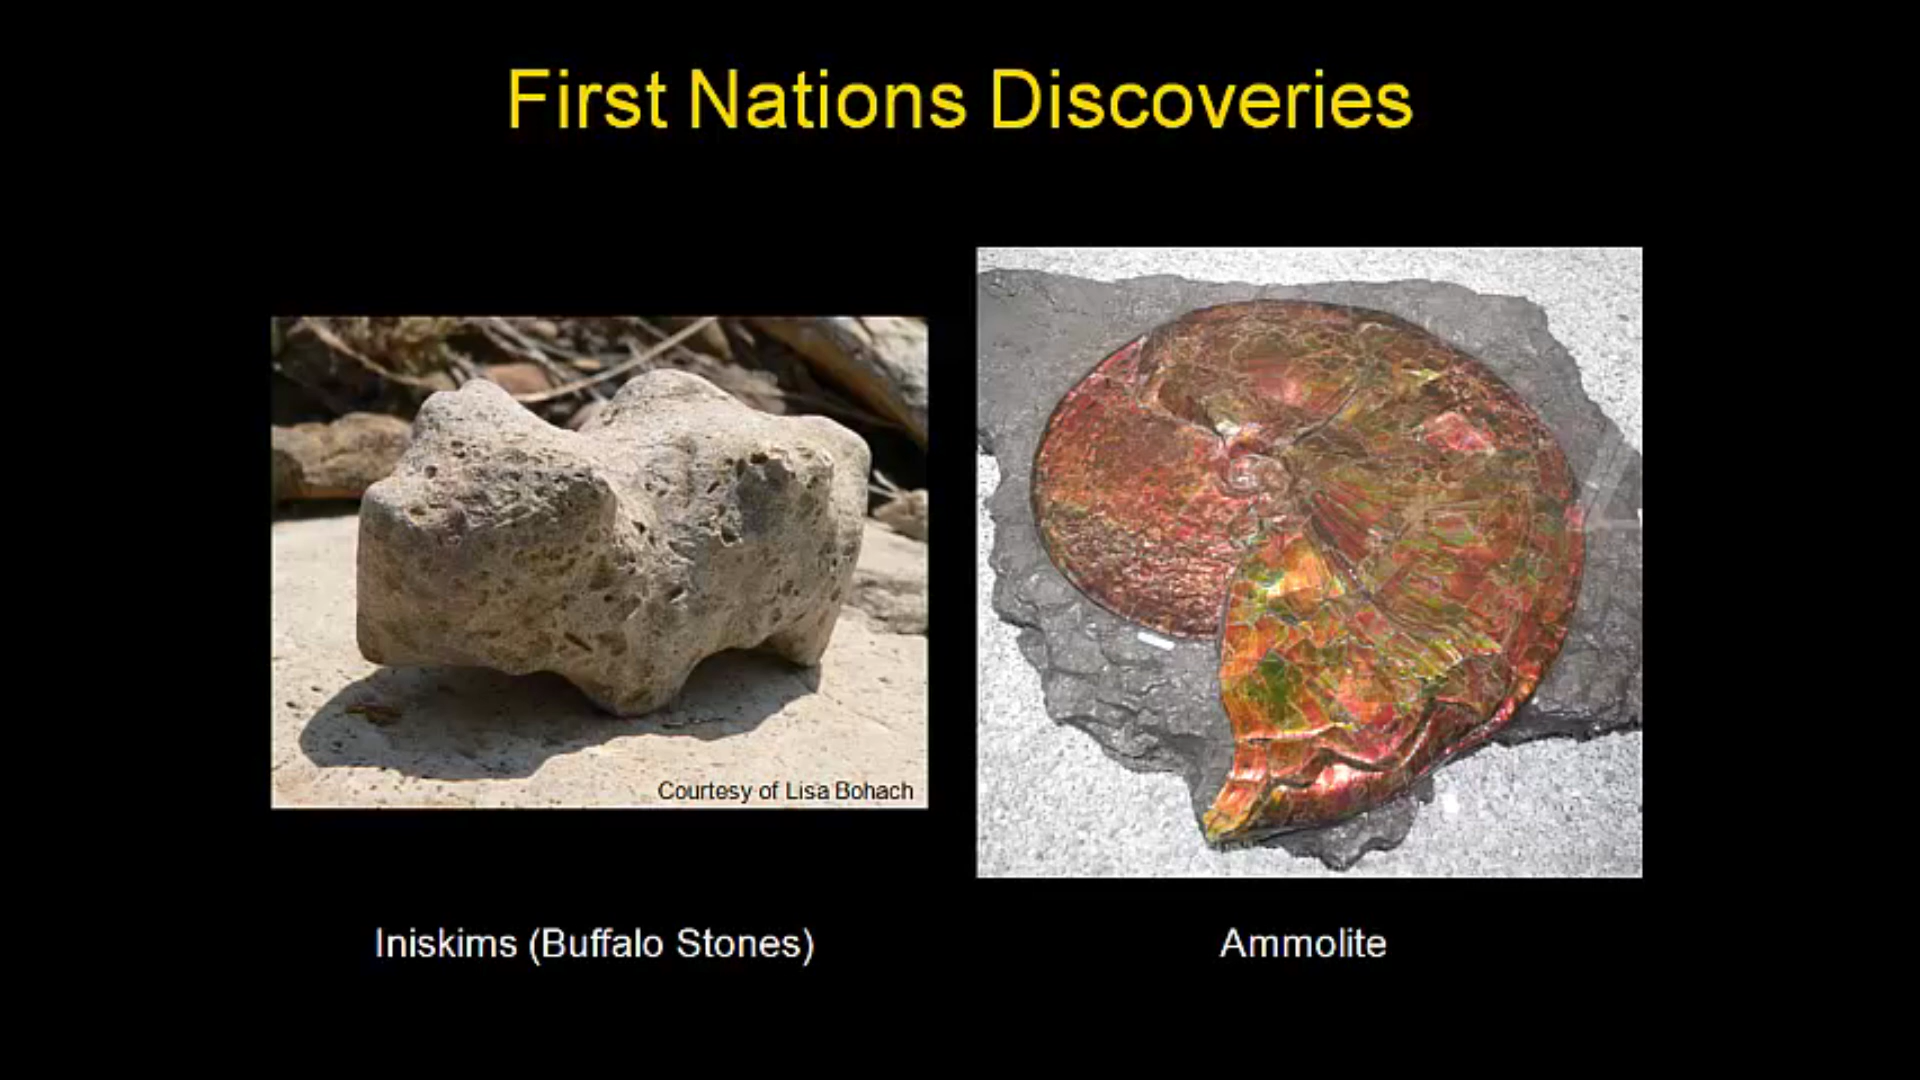 First Nations Discoveries
Courtesy of Lisa Bohach
Iniskims (Buffalo Stones)
Ammolite